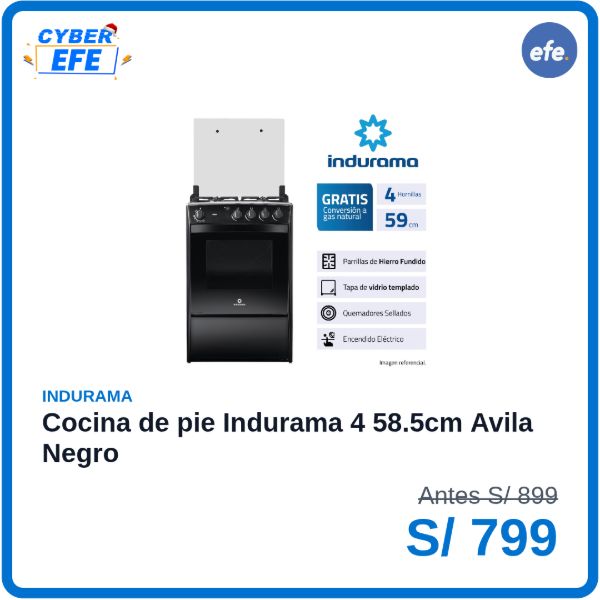 CYBER
EFE
efe.
indurama
GRATIS
Conversión a
gas natural
4 Hornillas
59 cm
Parrillas de Hierro Fundido
Tapa de vidrio templado
Quemadores Sellados
Encendido Eléctrico
Imagen referencial.
INDURAMA
Cocina de pie Indurama 4 58.5cm Avila
Negro
Antes S/ 899
S/ 799